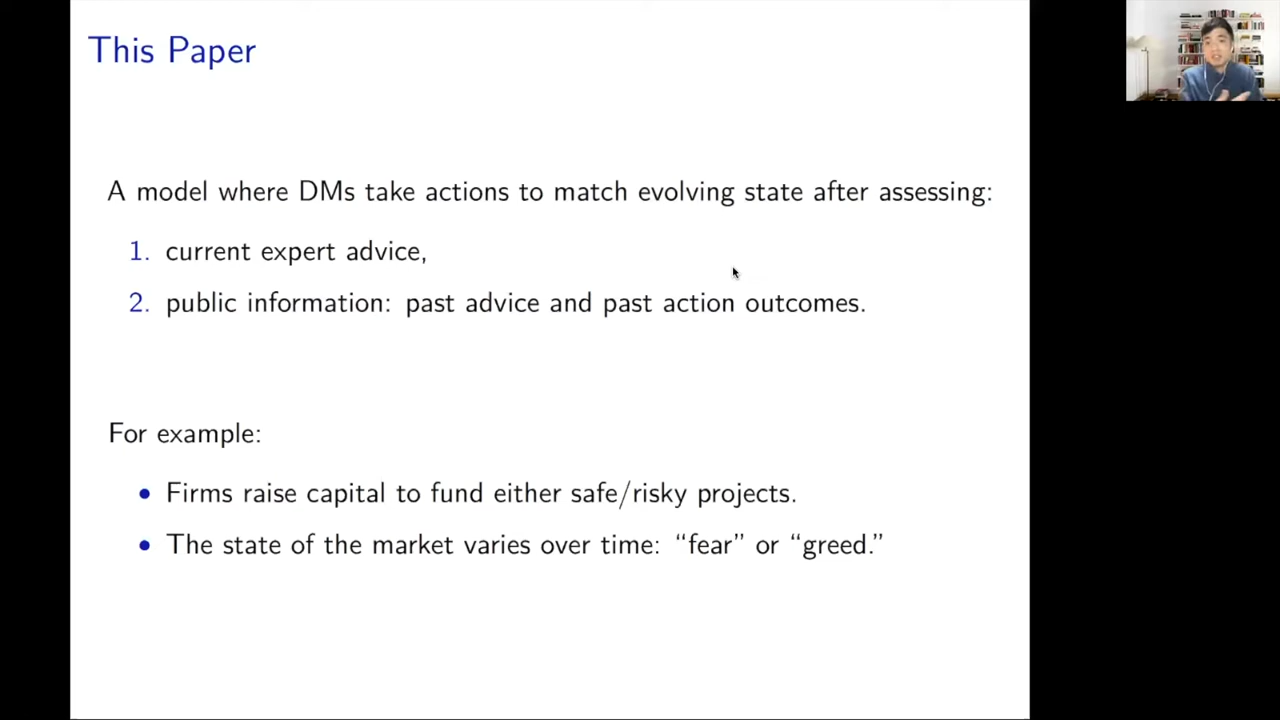 This Paper
A model where DMs take actions to match evolving state after assessing:
1. current expert advice,
2. public information: past advice and past action outcomes.
For example:
• Firms raise capital to fund either safe/risky projects.
• The state of the market varies over time: “fear” or “greed.”